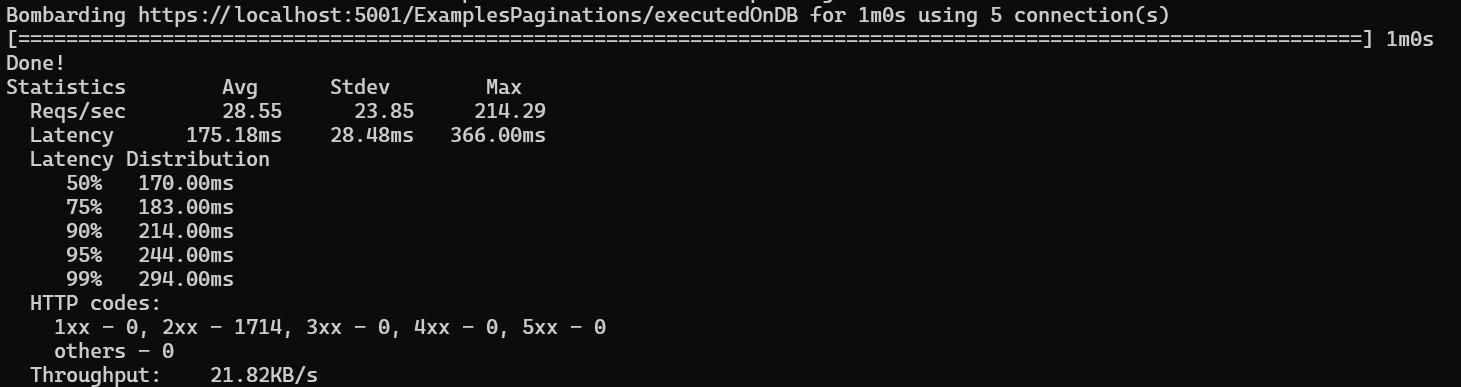 Bombarding https://localhost:5001/ExamplesPaginations/executedOnDB for 1m0s using 5 connection(s)
[================================================================================================================] 1m0s
Done!
Statistics        Avg      Stdev        Max
  Reqs/sec        28.55      23.85     214.29
  Latency      175.18ms    28.48ms   366.00ms
  Latency Distribution
     50%   170.00ms
     75%   183.00ms
     90%   214.00ms
     95%   244.00ms
     99%   294.00ms
  HTTP codes:
    1xx - 0, 2xx - 1714, 3xx - 0, 4xx - 0, 5xx - 0
    others - 0
  Throughput:    21.82KB/s